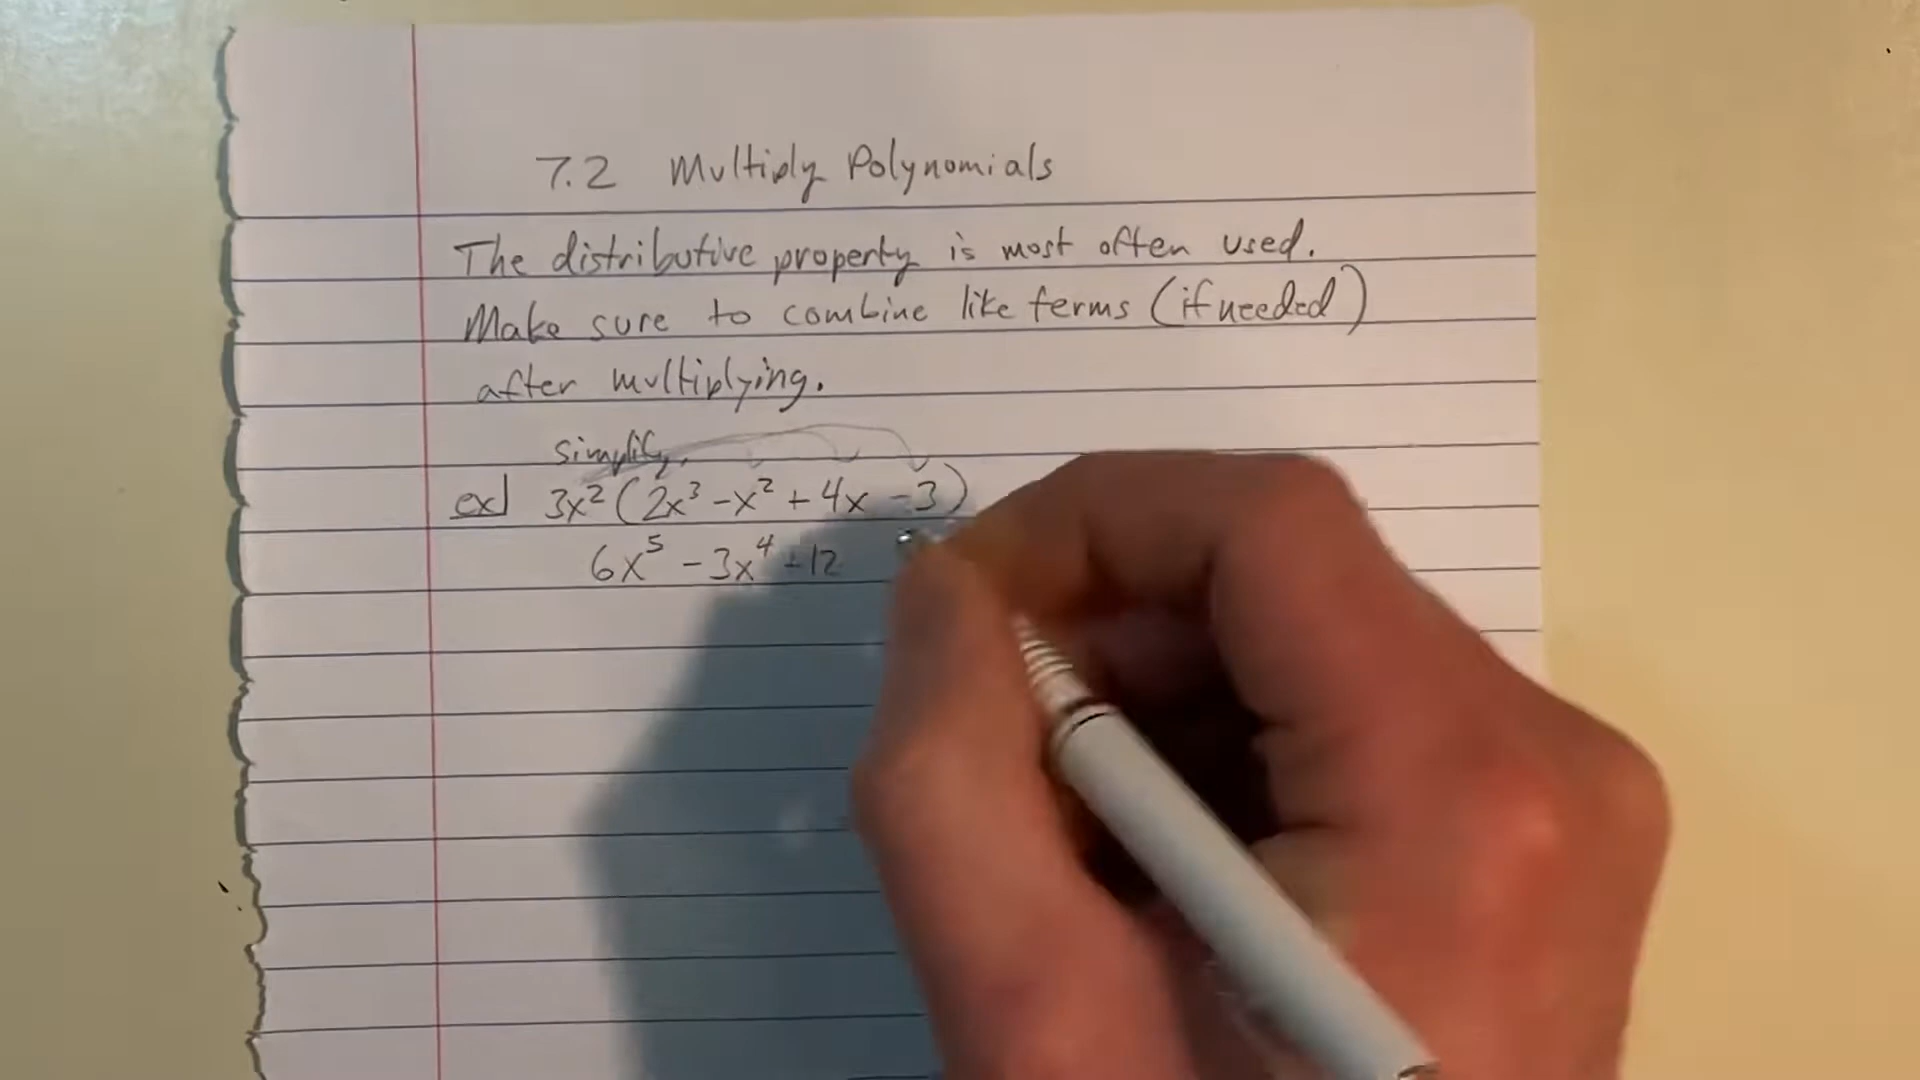 7.2 Multiply Polynomials
The distributive property is most often used.
Make sure to combine like terms (if needed)
after multiplying.
simplify.
ex) 3x² (2x³ - x² + 4x - 3)
6x⁵ - 3x⁴ + 12